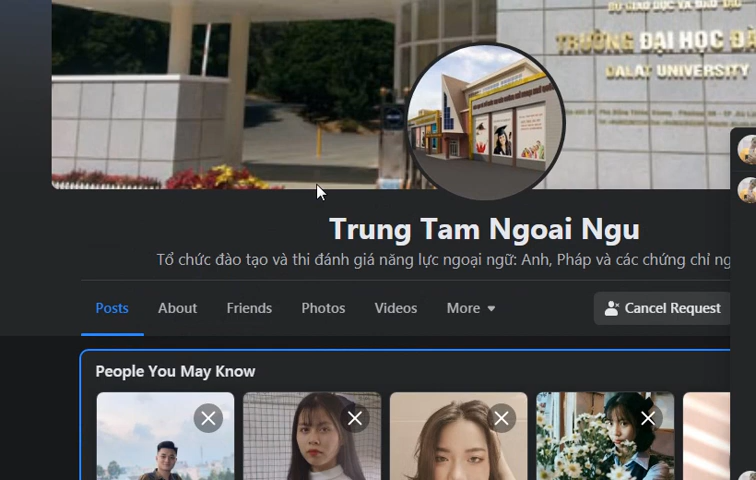 BỘ GIÁO DỤC VÀ ĐÀO TẠO
TRƯỜNG ĐẠI HỌC ĐÀ
DALAT UNIVERSITY
Trung Tam Ngoai Ngu
Tổ chức đào tạo và thi đánh giá năng lực ngoại ngữ: Anh, Pháp và các chứng chỉ ng
Posts About Friends Photos Videos More Cancel Request
People You May Know